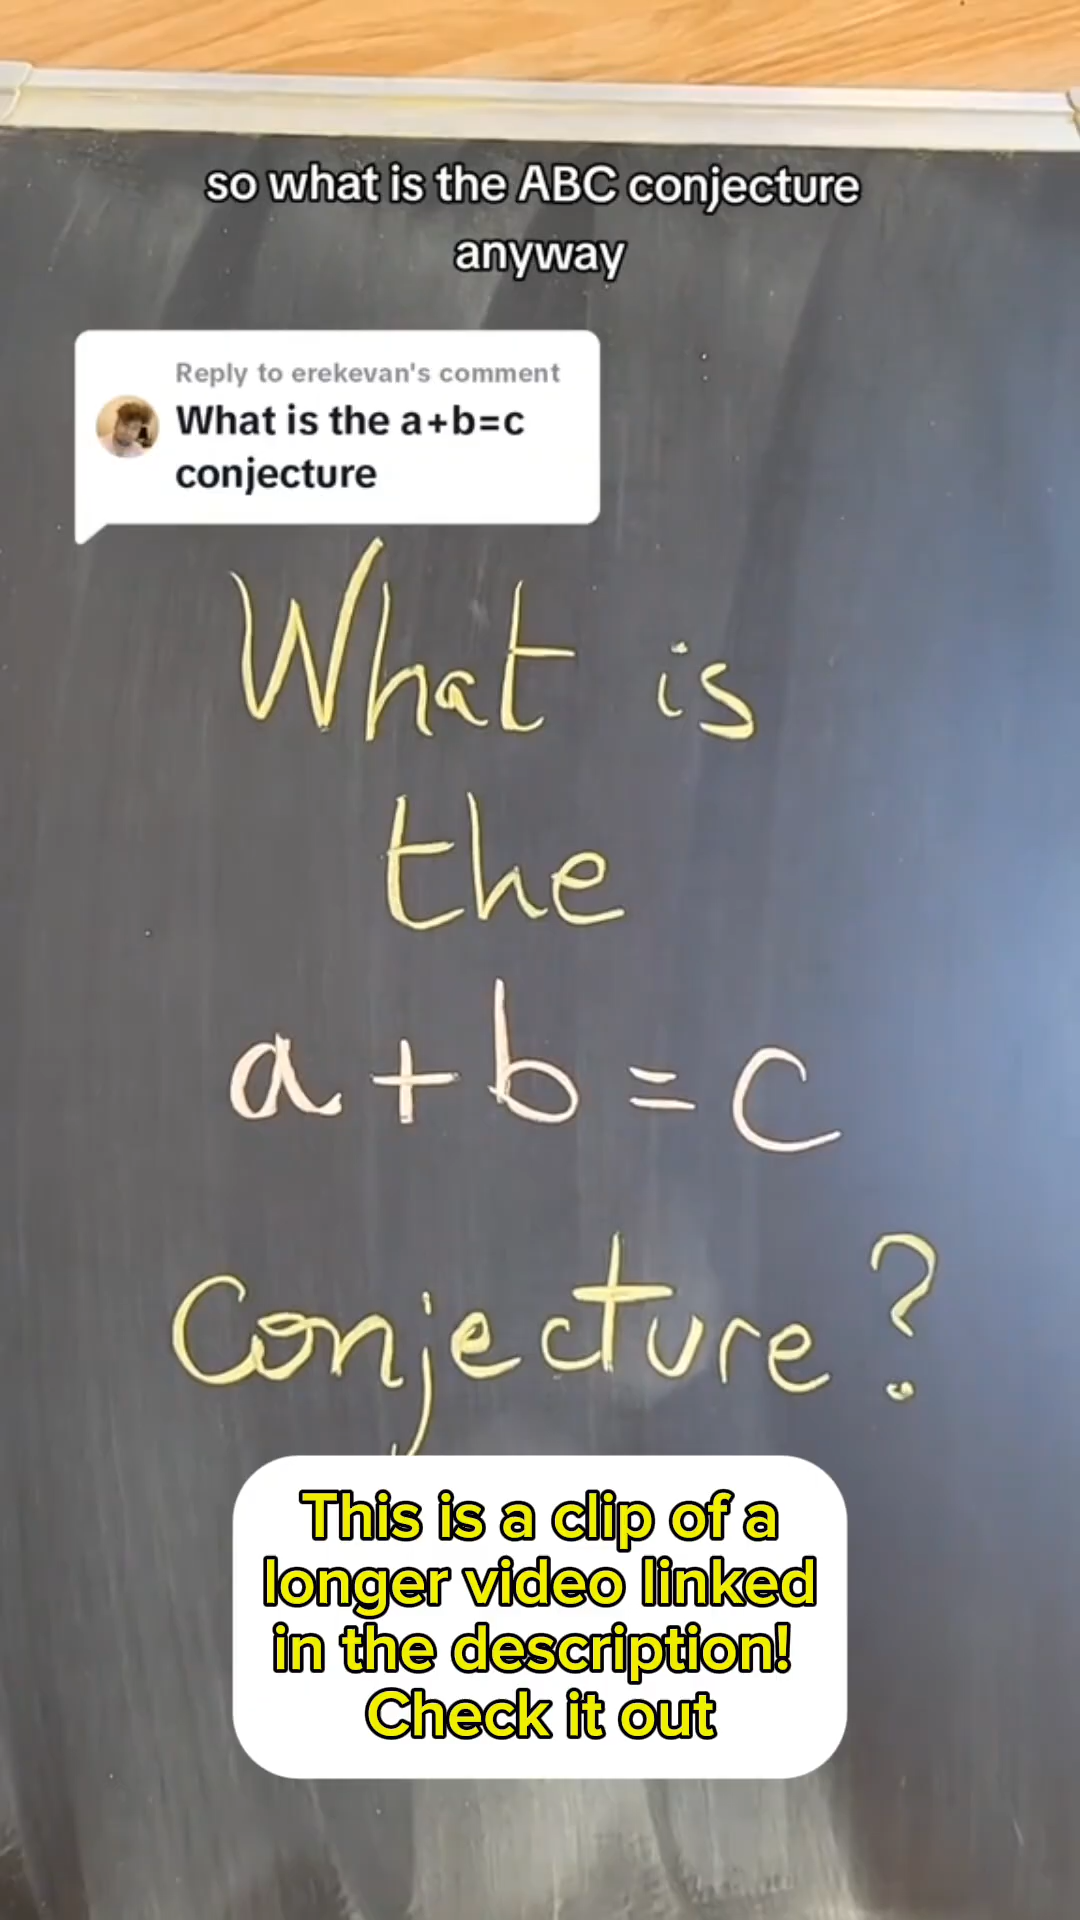 so what is the ABC conjecture
anyway
Reply to erekevan's comment
What is the a+b=c
conjecture
What is
the
a+b=c
Conjecture?
This is a clip of a
longer video linked
in the description!
Check it out